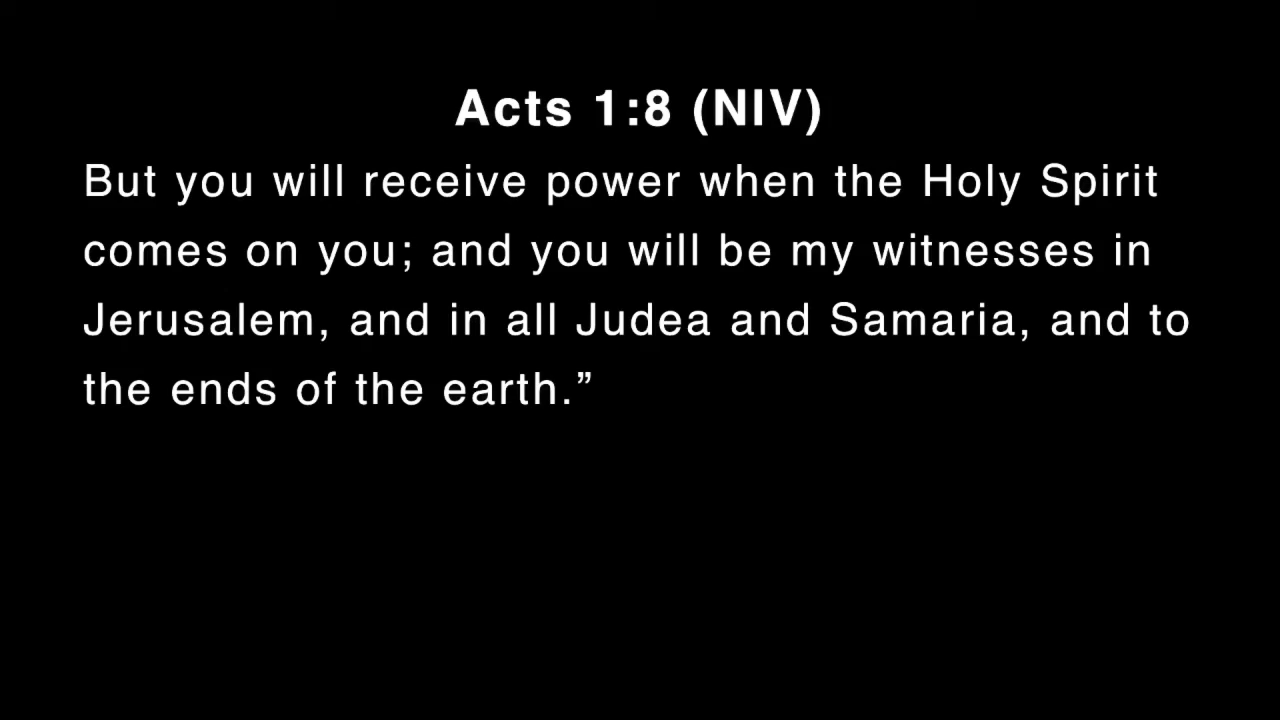 Acts 1:8 (NIV)
But you will receive power when the Holy Spirit
comes on you; and you will be my witnesses in
Jerusalem, and in all Judea and Samaria, and to
the ends of the earth.”